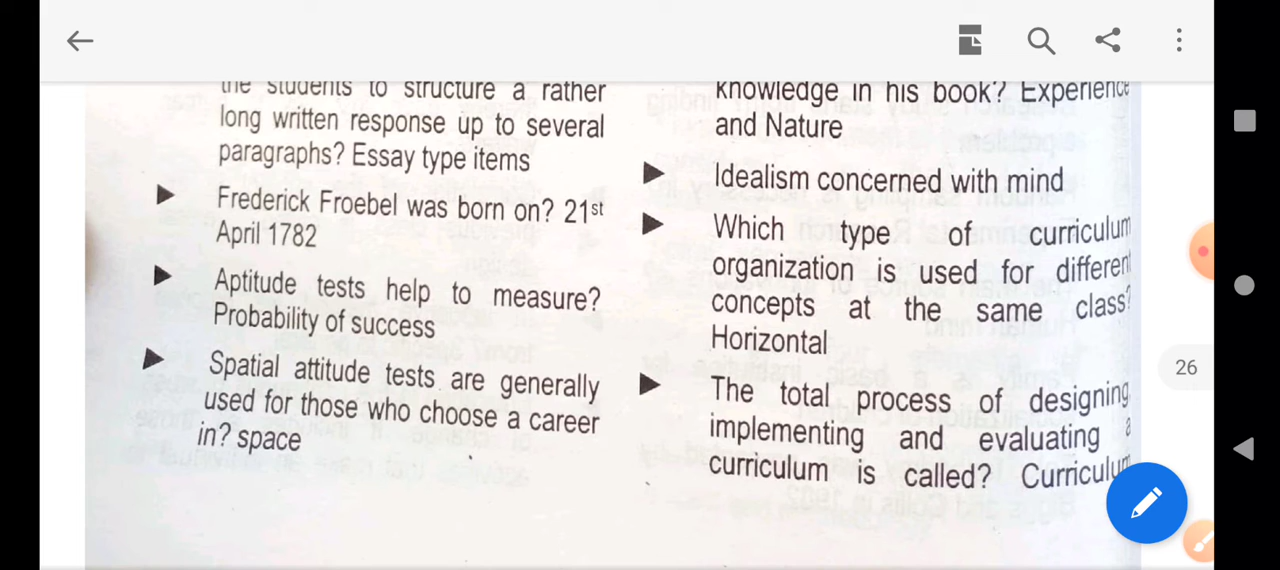 the students to structure a rather
long written response up to several
paragraphs? Essay type items
Frederick Froebel was born on? 21st
April 1782
Aptitude tests help to measure?
Probability of success
Spatial attitude tests are generally
used for those who choose a career
in? space
knowledge in his book? Experience
and Nature
Idealism concerned with mind
Which type of curriculum
organization is used for different
concepts at the same class?
Horizontal
The total process of designing
implementing and evaluating a
curriculum is called? Curriculum
26